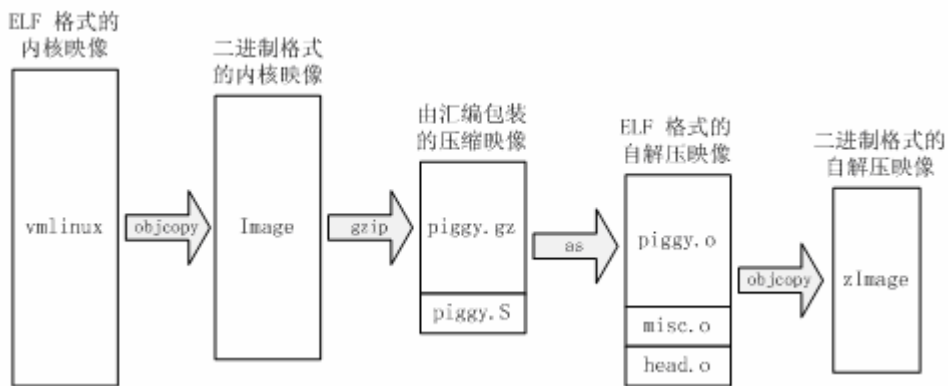 ELF 格式的
内核映像
vmlinux
objcopy
二进制格式
的内核映像
Image
gzip
由汇编包装
的压缩映像
piggy.gz
piggy.S
as
ELF 格式的
自解压映像
piggy.o
misc.o
head.o
objcopy
二进制格式的
自解压映像
zImage